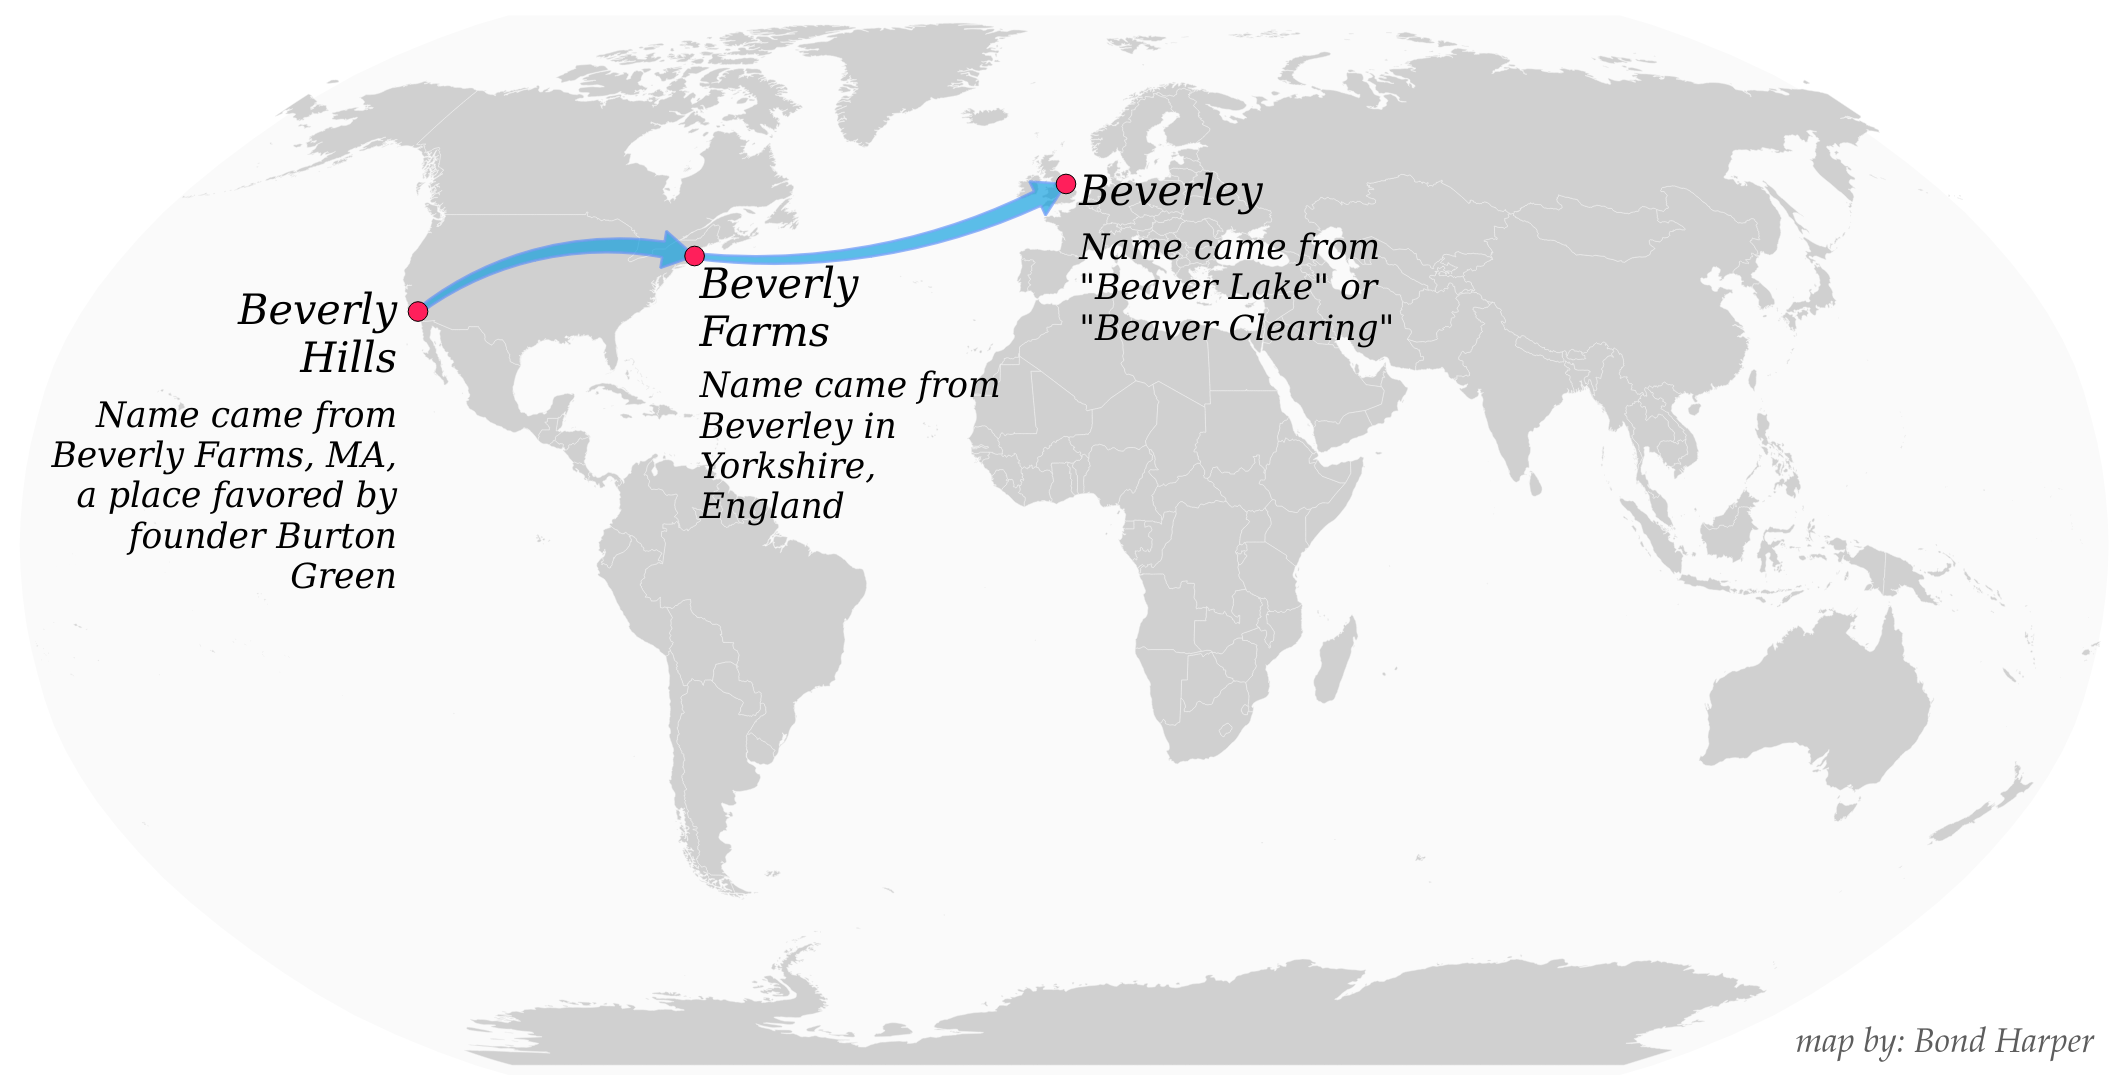 Beverly
Hills
Name came from
Beverly Farms, MA,
a place favored by
founder Burton
Green
Beverly
Farms
Name came from
Beverley in
Yorkshire,
England
Beverley
Name came from
"Beaver Lake" or
"Beaver Clearing"
map by: Bond Harper